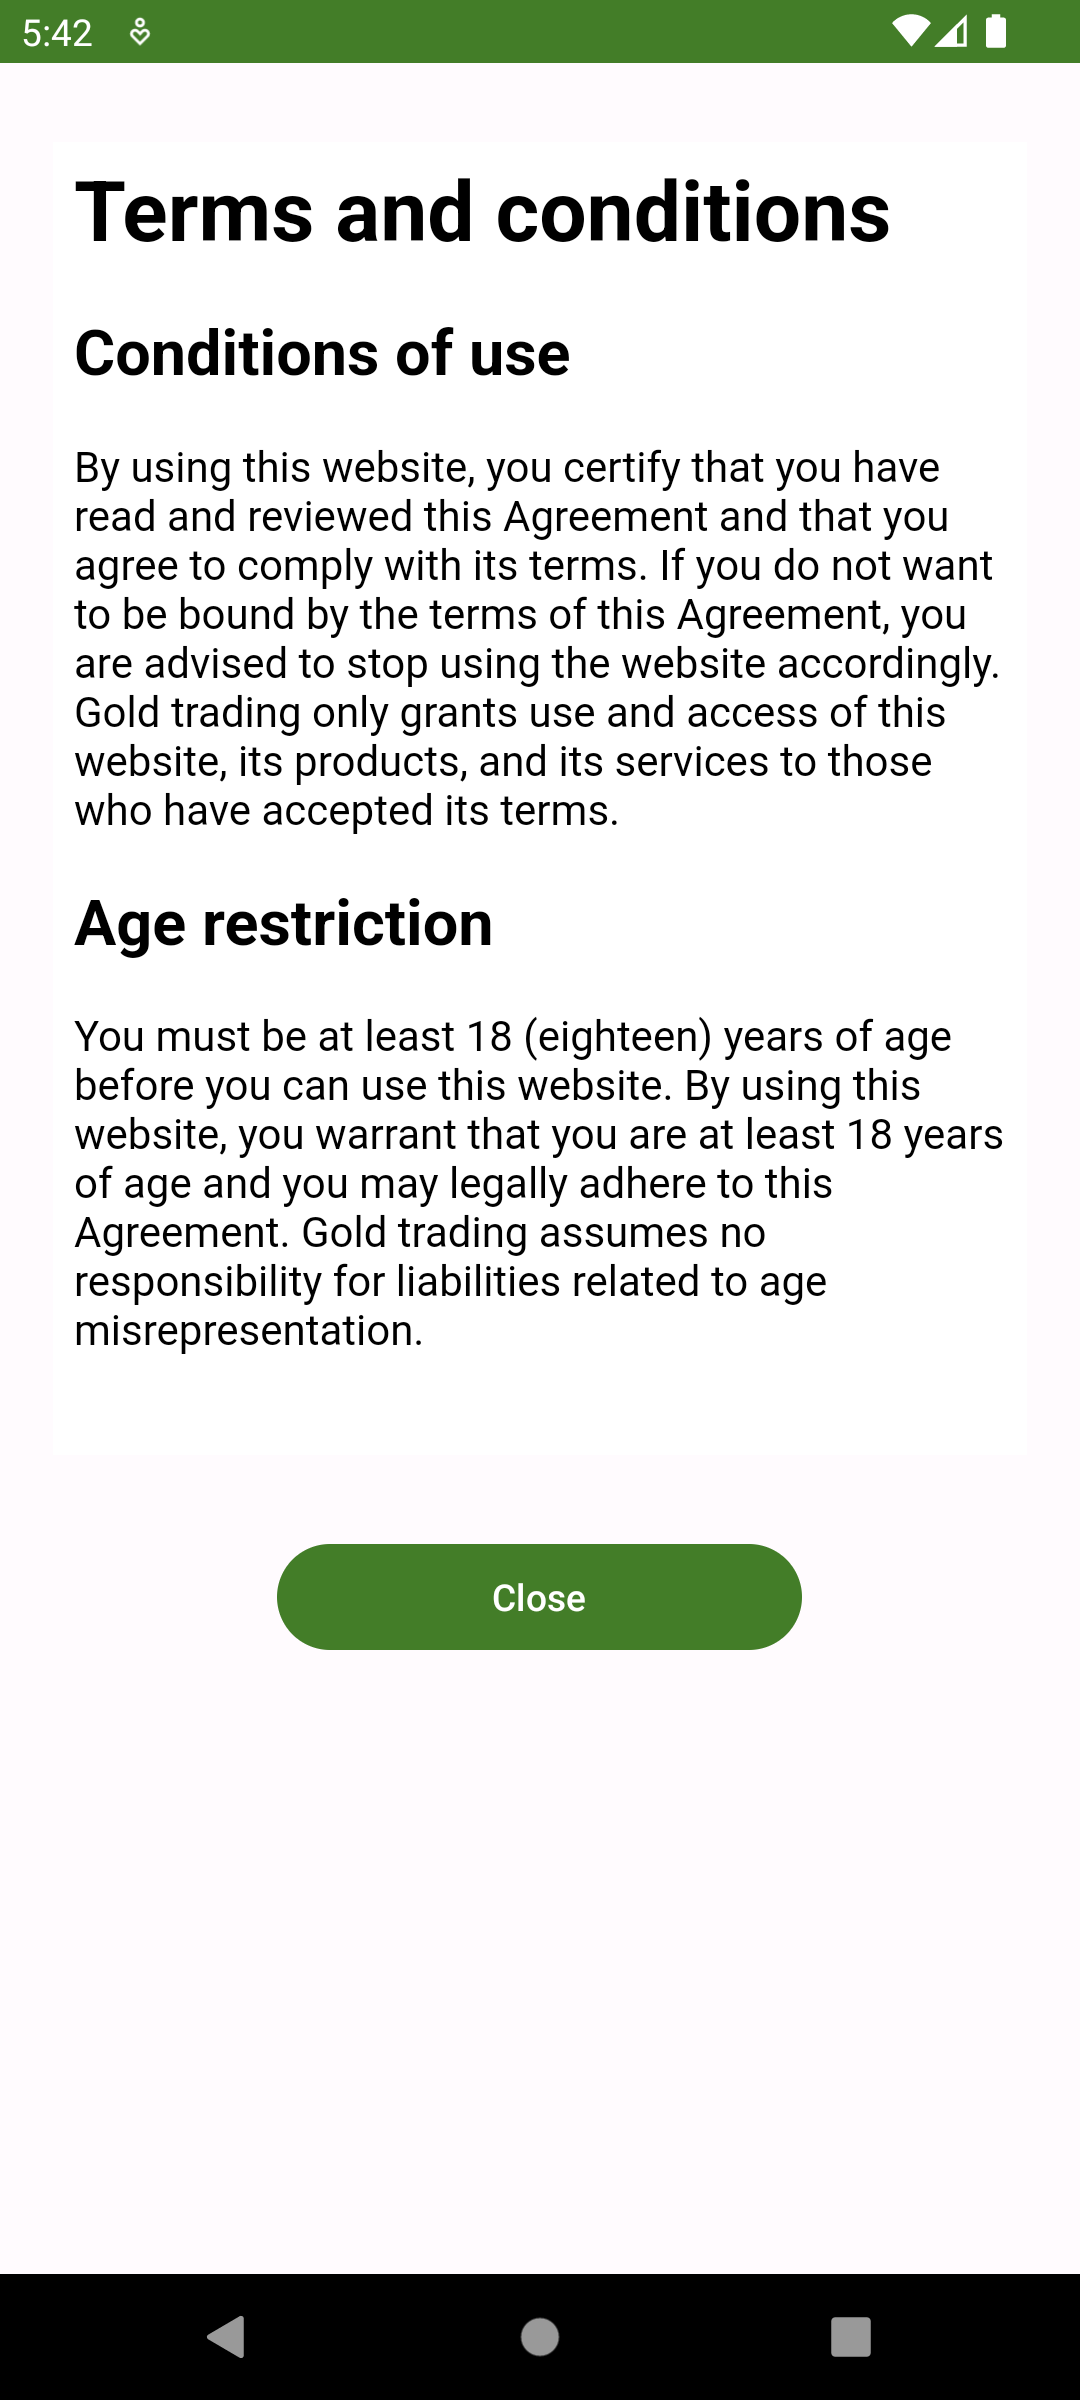 5:42
Terms and conditions
Conditions of use
By using this website, you certify that you have
read and reviewed this Agreement and that you
agree to comply with its terms. If you do not want
to be bound by the terms of this Agreement, you
are advised to stop using the website accordingly.
Gold trading only grants use and access of this
website, its products, and its services to those
who have accepted its terms.
Age restriction
You must be at least 18 (eighteen) years of age
before you can use this website. By using this
website, you warrant that you are at least 18 years
of age and you may legally adhere to this
Agreement. Gold trading assumes no
responsibility for liabilities related to age
misrepresentation.
Close